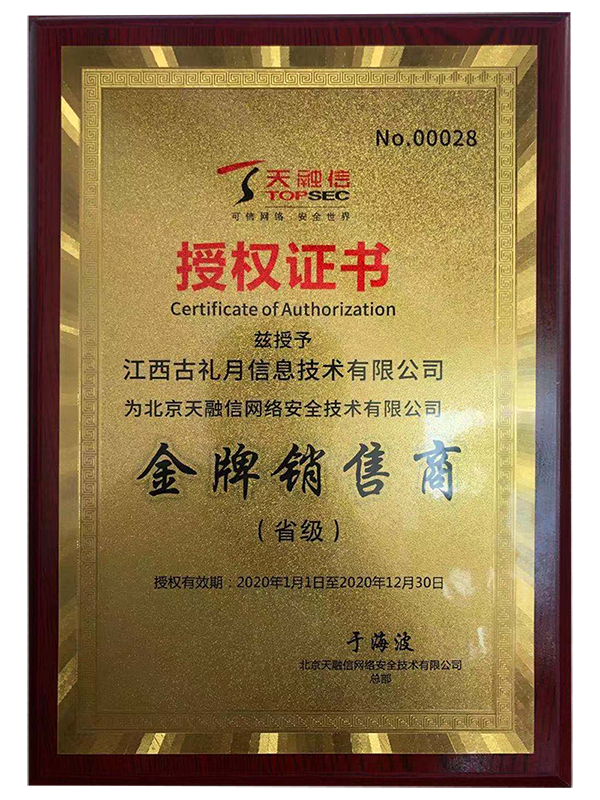 No.00028
天融信
TOPSEC
可信网络 安全世界
授权证书
Certificate of Authorization
兹授予
江西古礼月信息技术有限公司
为北京天融信网络安全技术有限公司
金牌销售商
（省级）
授权有效期：2020年1月1日至2020年12月30日
于海波
北京天融信网络安全技术有限公司
总部